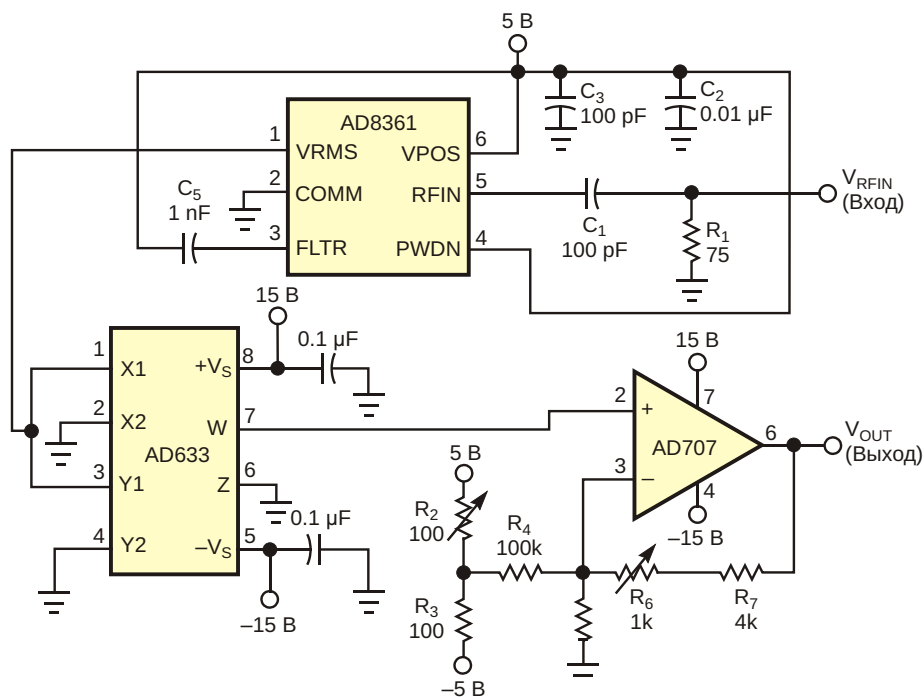 5 В
C3
100 pF
C2
0.01 µF
AD8361
1
VRMS
VPOS
6
2
COMM
RFIN
5
3
FLTR
PWDN
4
C5
1 nF
C1
100 pF
R1
75
VRFIN
(Вход)
15 В
0.1 µF
1
X1
+VS
8
2
X2
W
7
AD633
3
Y1
Z
6
4
Y2
–VS
5
0.1 µF
–15 В
15 В
2
+
7
AD707
6
3
–
4
–15 В
VOUT
(Выход)
5 В
R2
100
R4
100k
R3
100
–5 В
R6
1k
R7
4k